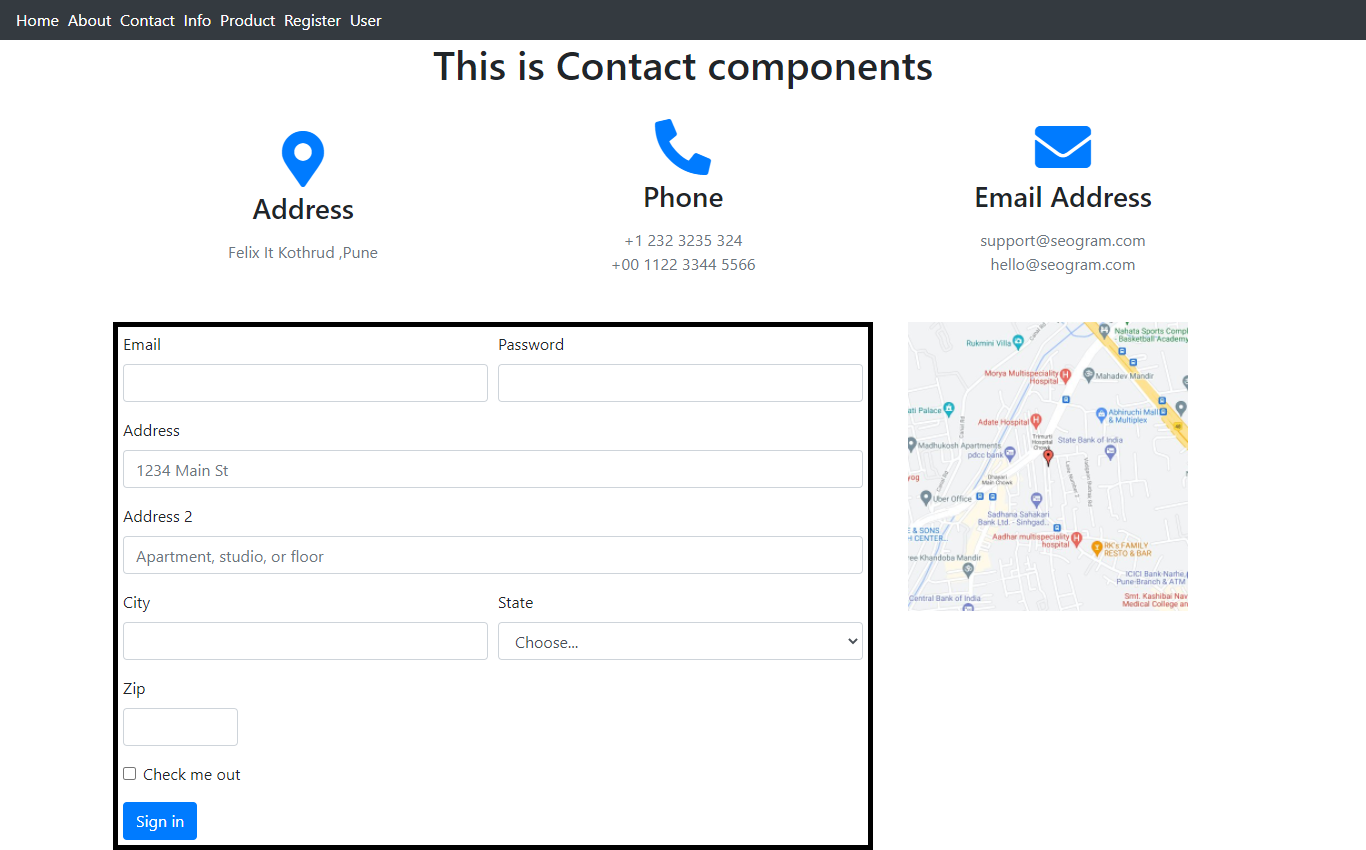 Home About Contact Info Product Register User
This is Contact components
Address
Felix It Kothrud ,Pune
Phone
+1 232 3235 324
+00 1122 3344 5566
Email Address
support@seogram.com
hello@seogram.com
Email
Password
Address
1234 Main St
Address 2
Apartment, studio, or floor
City
State
Choose...
Zip
Check me out
Sign in
Nahata Sports Compl
Basketball Academy
Rukmini Villa
Morya Multispeciality
Hospital
Mahadev Mandir
ati Palace
Abhiruchi Mall
& Multiplex
Adate Hospital
Trimurti
Hospital
Chowk
State Bank of India
Madhukosh Apartments
pdcc bank
yog
Dhayari
Main Chowk
Uber Office
Sadhana Sahakari
Bank Ltd. - Sinhgad...
E & SONS
H CENTER...
Aadhar multispeciality
hospital
RK's FAMILY
RESTO & BAR
ree Khandoba Mandir
ICICI Bank-Narhe,
Pune-Branch & ATM
Central Bank of India
Smt. Kashibai Nav
Medical College an